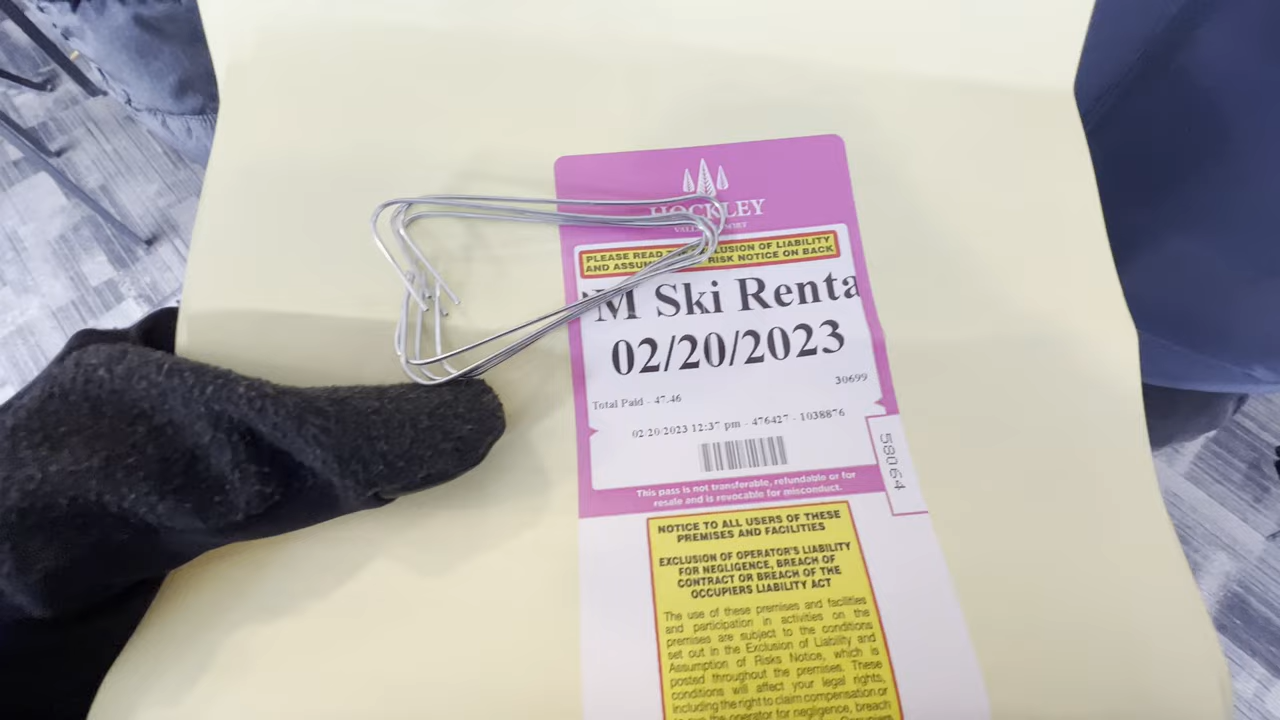 HOCKLEY
PLEASE READ
AND RISK NOTICE ON BACK
OF LIABILITY
M Ski Renta
02/20/2023
30699
Total Paid - 47.46
02/20/2023 12:37 pm - 476427 - 1038876
58064
This pass is not transferable, refundable or for
resale and is revocable for misconduct.
NOTICE TO ALL USERS OF THESE
PREMISES AND FACILITIES
EXCLUSION OF OPERATOR'S LIABILITY
FOR NEGLIGENCE, BREACH OF
CONTRACT OR BREACH OF THE
OCCUPIERS LIABILITY ACT
The use of these premises and facilities
and participation in activities on the
premises are subject to the conditions
set out in the Exclusion of Liability and
Assumption of Risks Notice, which is
posted throughout the premises. These
conditions will affect your legal rights,
including the right to claim compensation or
the operator for negligence, breach